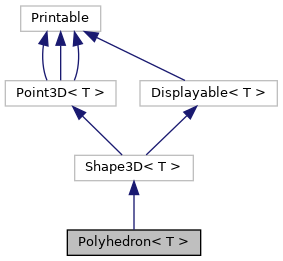 Printable
Point3D< T >
Displayable< T >
Shape3D< T >
Polyhedron< T >